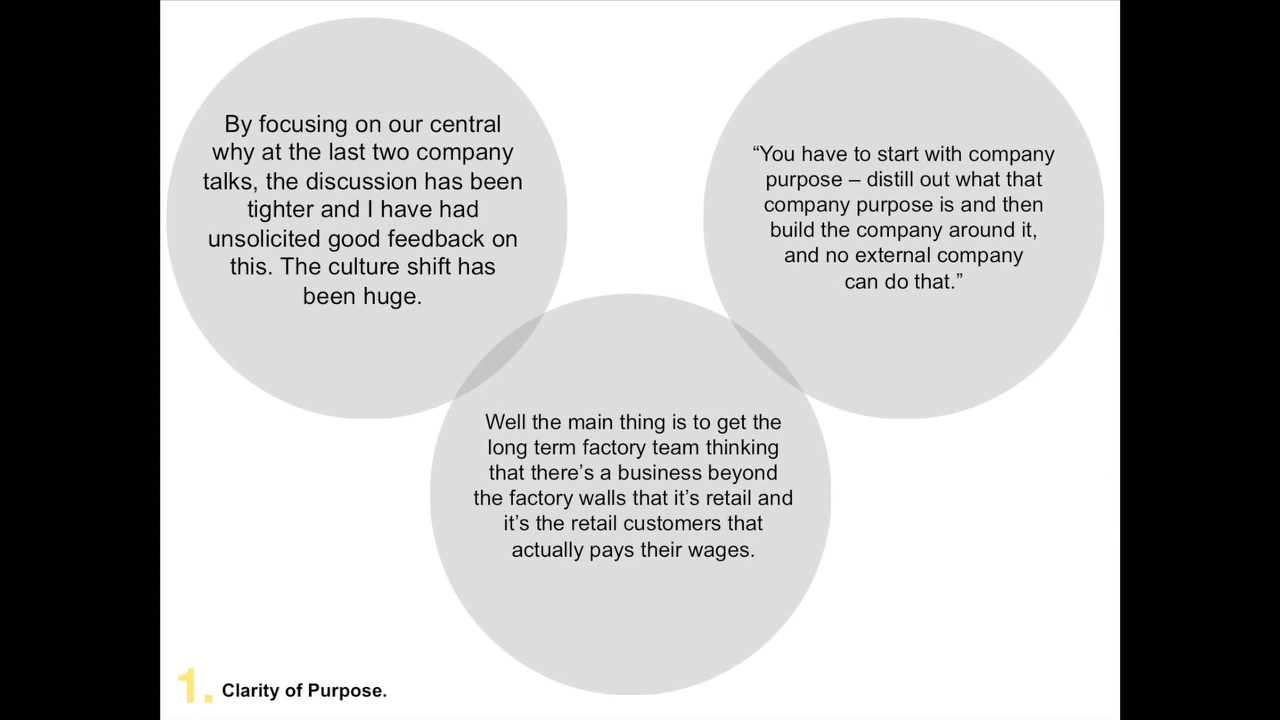 By focusing on our central
why at the last two company
talks, the discussion has been
tighter and I have had
unsolicited good feedback on
this. The culture shift has
been huge.
“You have to start with company
purpose – distill out what that
company purpose is and then
build the company around it,
and no external company
can do that.”
Well the main thing is to get the
long term factory team thinking
that there’s a business beyond
the factory walls that it’s retail and
it’s the retail customers that
actually pays their wages.
1. Clarity of Purpose.